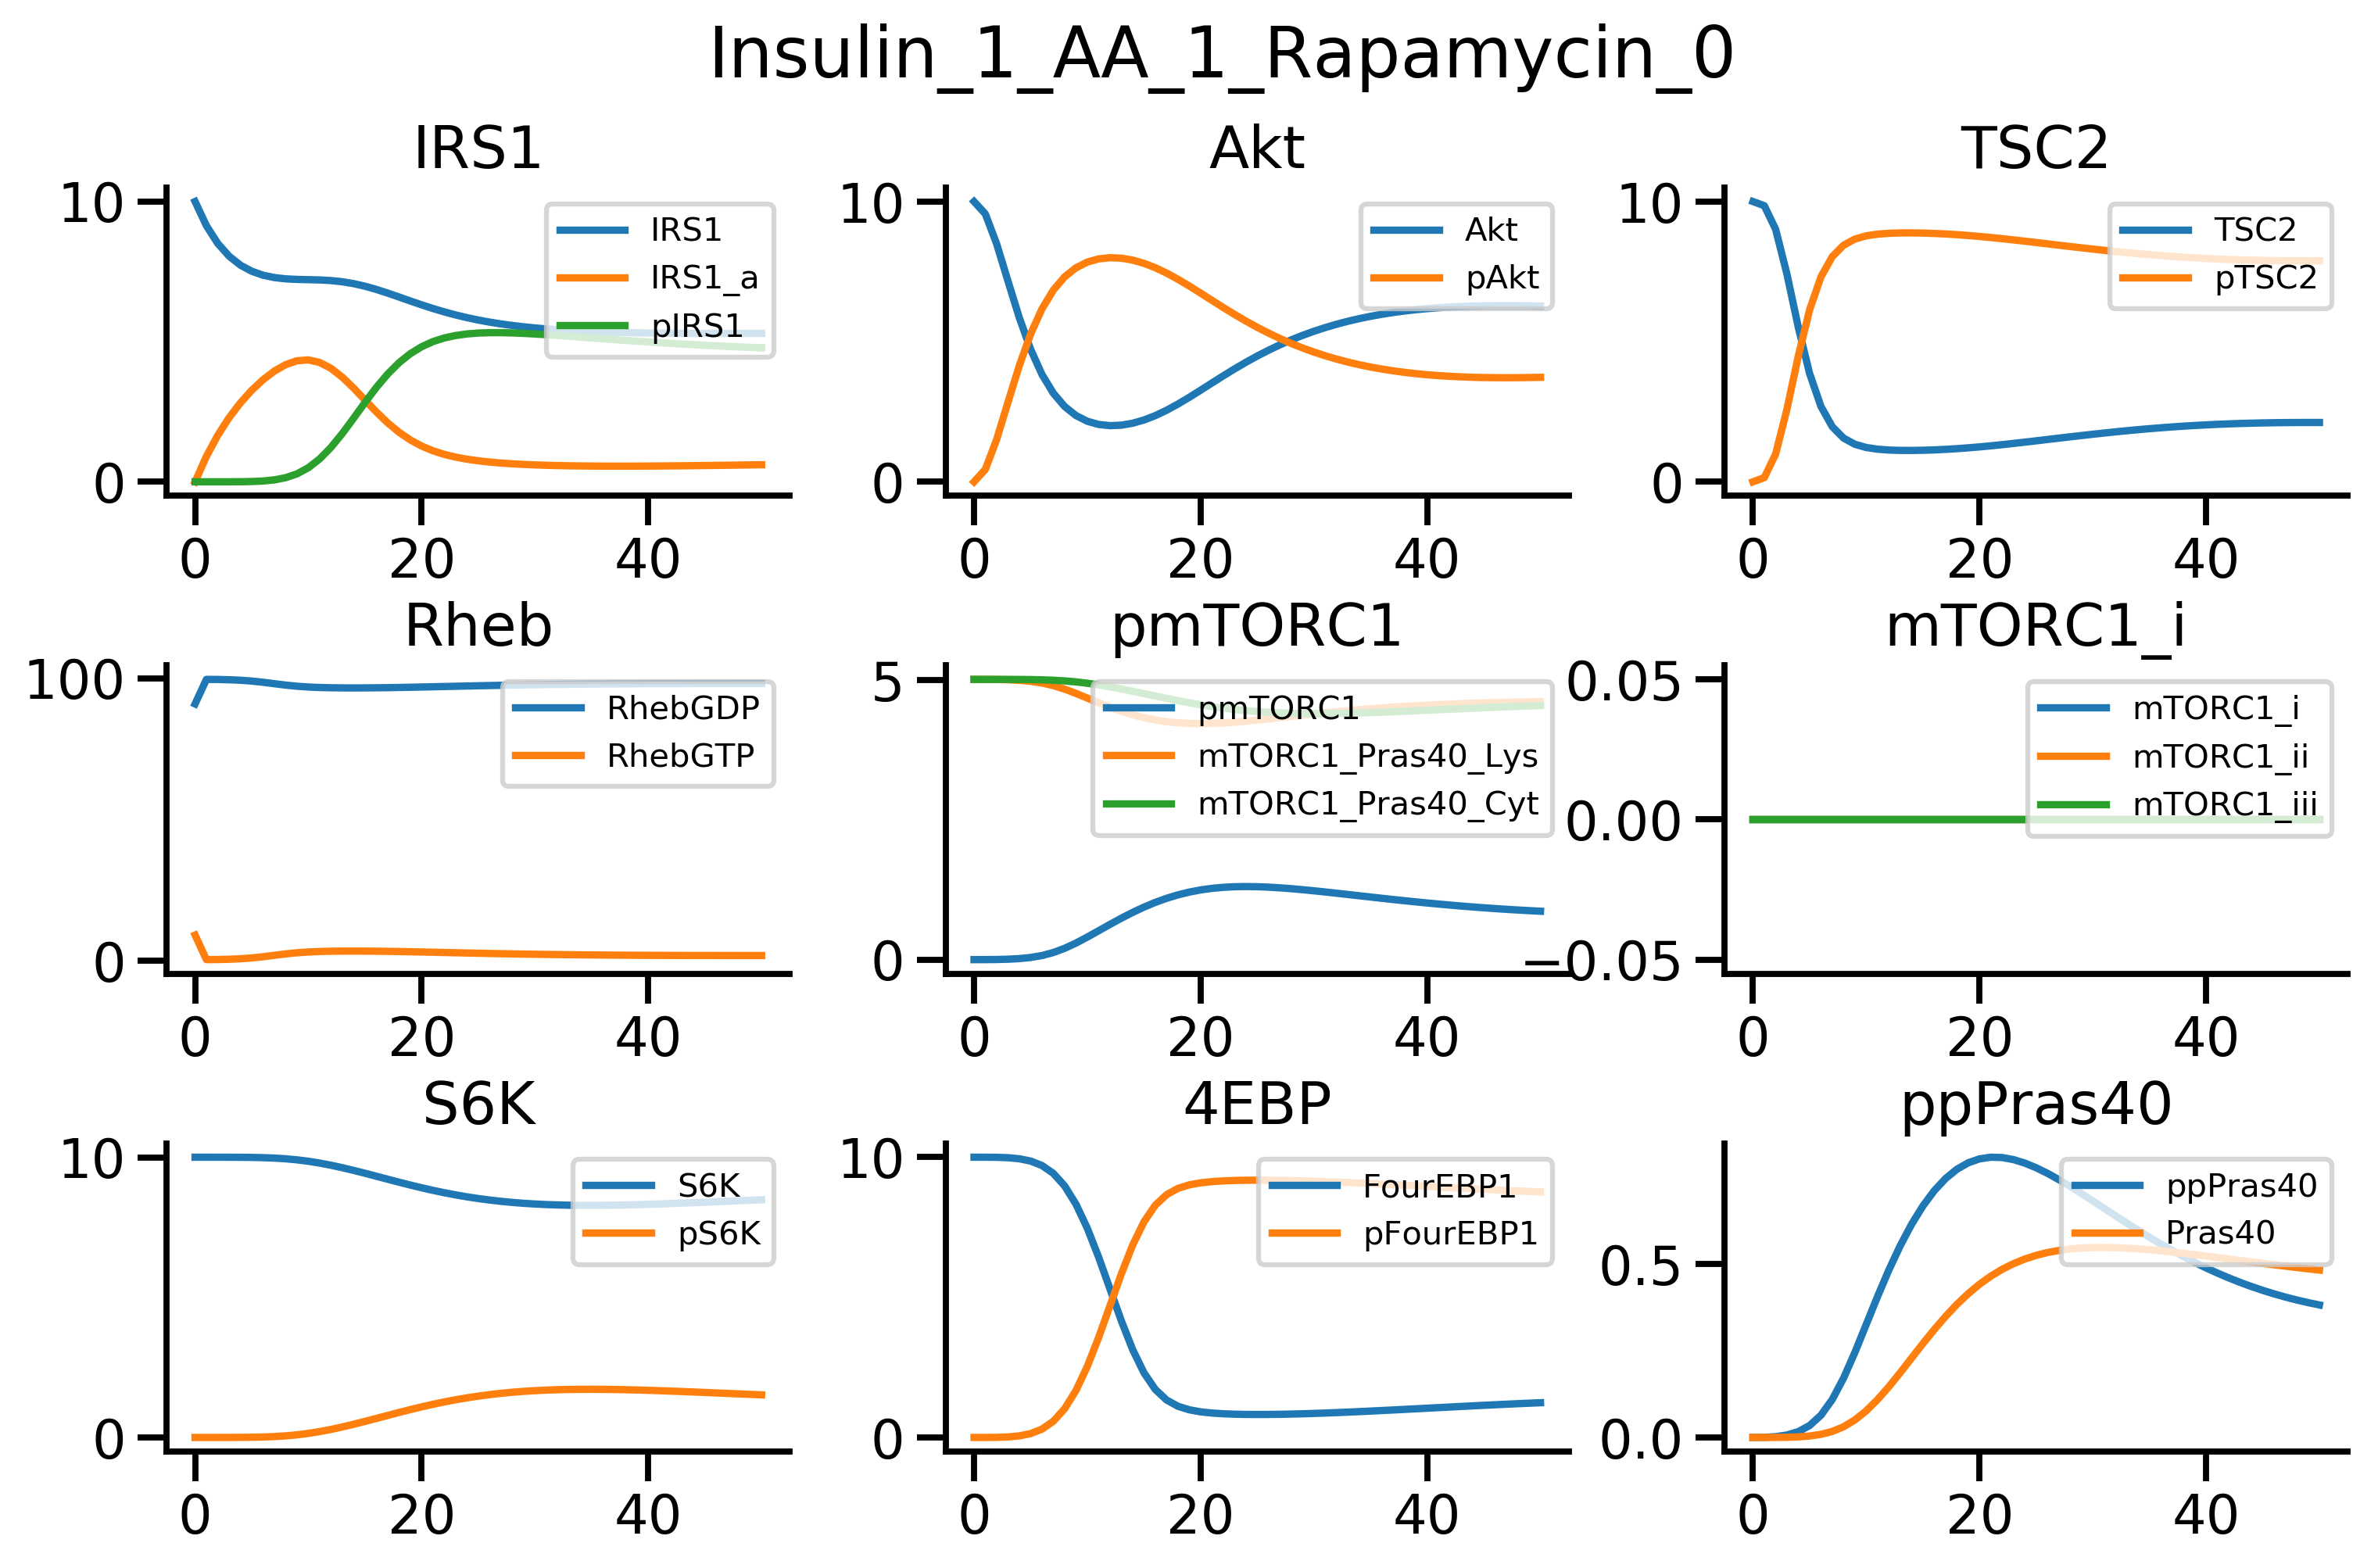 Insulin_1_AA_1_Rapamycin_0
IRS1
10
0
0 20 40
IRS1
IRS1_a
pIRS1
Akt
10
0
0 20 40
Akt
pAkt
TSC2
10
0
0 20 40
TSC2
pTSC2
Rheb
100
0
0 20 40
RhebGDP
RhebGTP
pmTORC1
5
0
0 20 40
pmTORC1
mTORC1_Pras40_Lys
mTORC1_Pras40_Cyt
mTORC1_i
0.05
0.00
−0.05
0 20 40
mTORC1_i
mTORC1_ii
mTORC1_iii
S6K
10
0
0 20 40
S6K
pS6K
4EBP
10
0
0 20 40
FourEBP1
pFourEBP1
ppPras40
0.5
0.0
0 20 40
ppPras40
Pras40